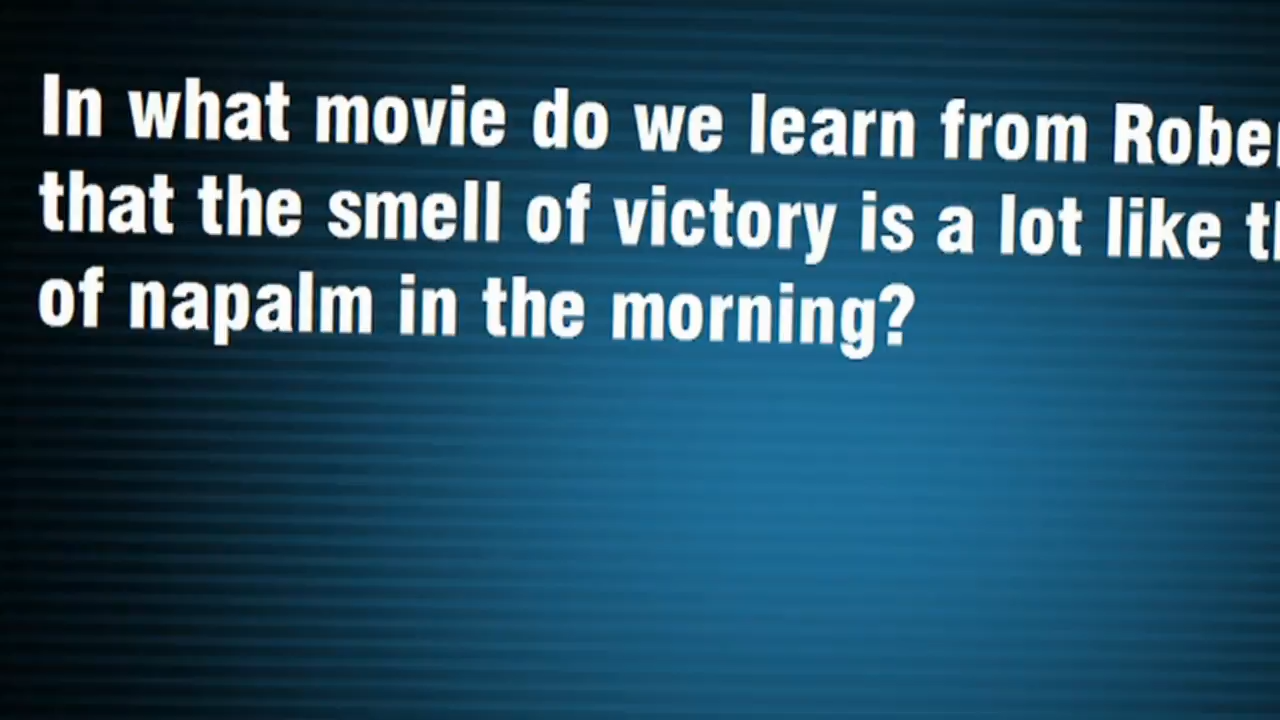 In what movie do we learn from
that the smell of victory is a lot like
of napalm in the morning?